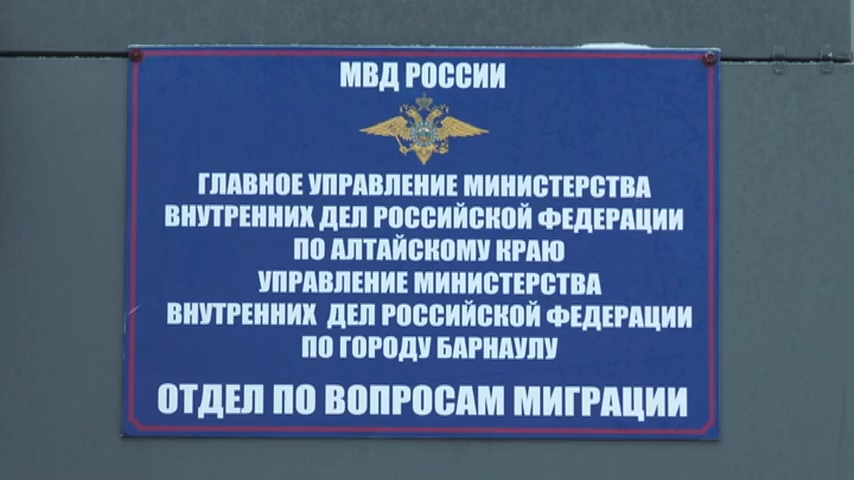 МВД РОССИИ
ГЛАВНОЕ УПРАВЛЕНИЕ МИНИСТЕРСТВА
ВНУТРЕННИХ ДЕЛ РОССИЙСКОЙ ФЕДЕРАЦИИ
ПО АЛТАЙСКОМУ КРАЮ
УПРАВЛЕНИЕ МИНИСТЕРСТВА
ВНУТРЕННИХ ДЕЛ РОССИЙСКОЙ ФЕДЕРАЦИИ
ПО ГОРОДУ БАРНАУЛУ
ОТДЕЛ ПО ВОПРОСАМ МИГРАЦИИ